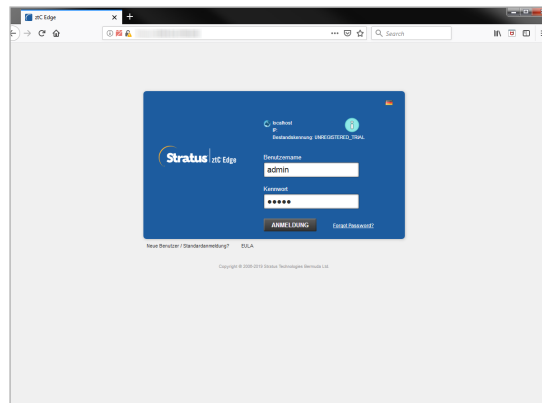 ztC Edge
Search
localhost
IP:
Bestandskennung: UNREGISTERED_TRIAL
Stratus ztC Edge
Benutzername
admin
Kennwort
ANMELDUNG
Forgot Password?
Neue Benutzer / Standardanmeldung?
EULA
Copyright © 2000-2018 Stratus Technologies Bermuda Ltd.